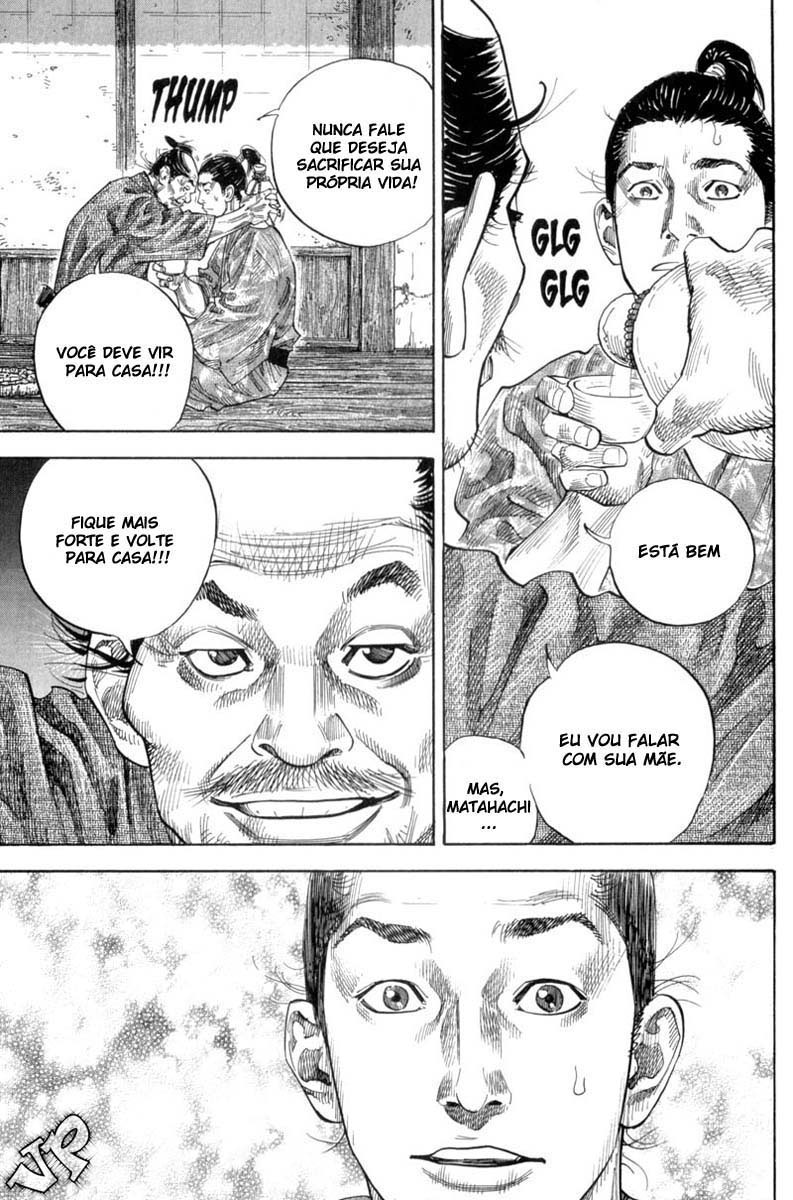 GLG
GLG
ESTÁ BEM
EU VOU FALAR
COM SUA MÃE.
MAS,
MATAHACHI
...
THUMP
NUNCA FALE
QUE DESEJA
SACRIFICAR SUA
PRÓPRIA VIDA!
VOCÊ DEVE VIR
PARA CASA!!!
FIQUE MAIS
FORTE E VOLTE
PARA CASA!!!
VP